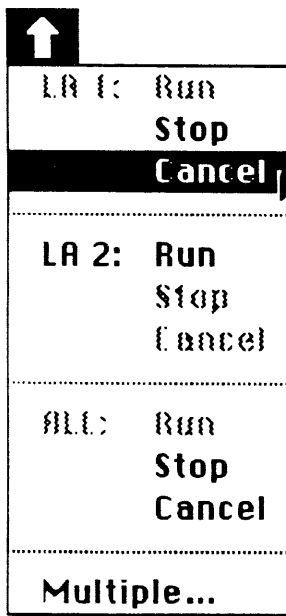 LA 1: Run
Stop
Cancel
LA 2: Run
Stop
Cancel
ALL: Run
Stop
Cancel
Multiple...